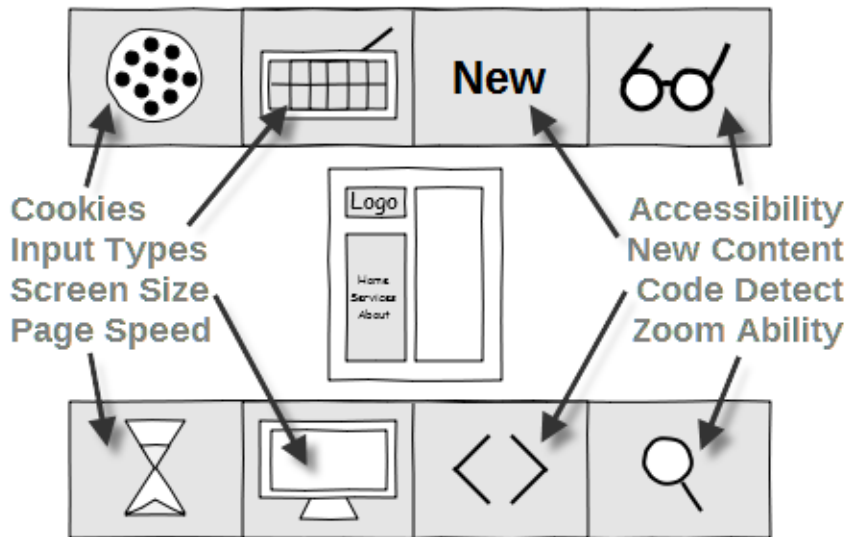 New
Cookies
Input Types
Screen Size
Page Speed
Logo
Home
Services
About
Accessibility
New Content
Code Detect
Zoom Ability